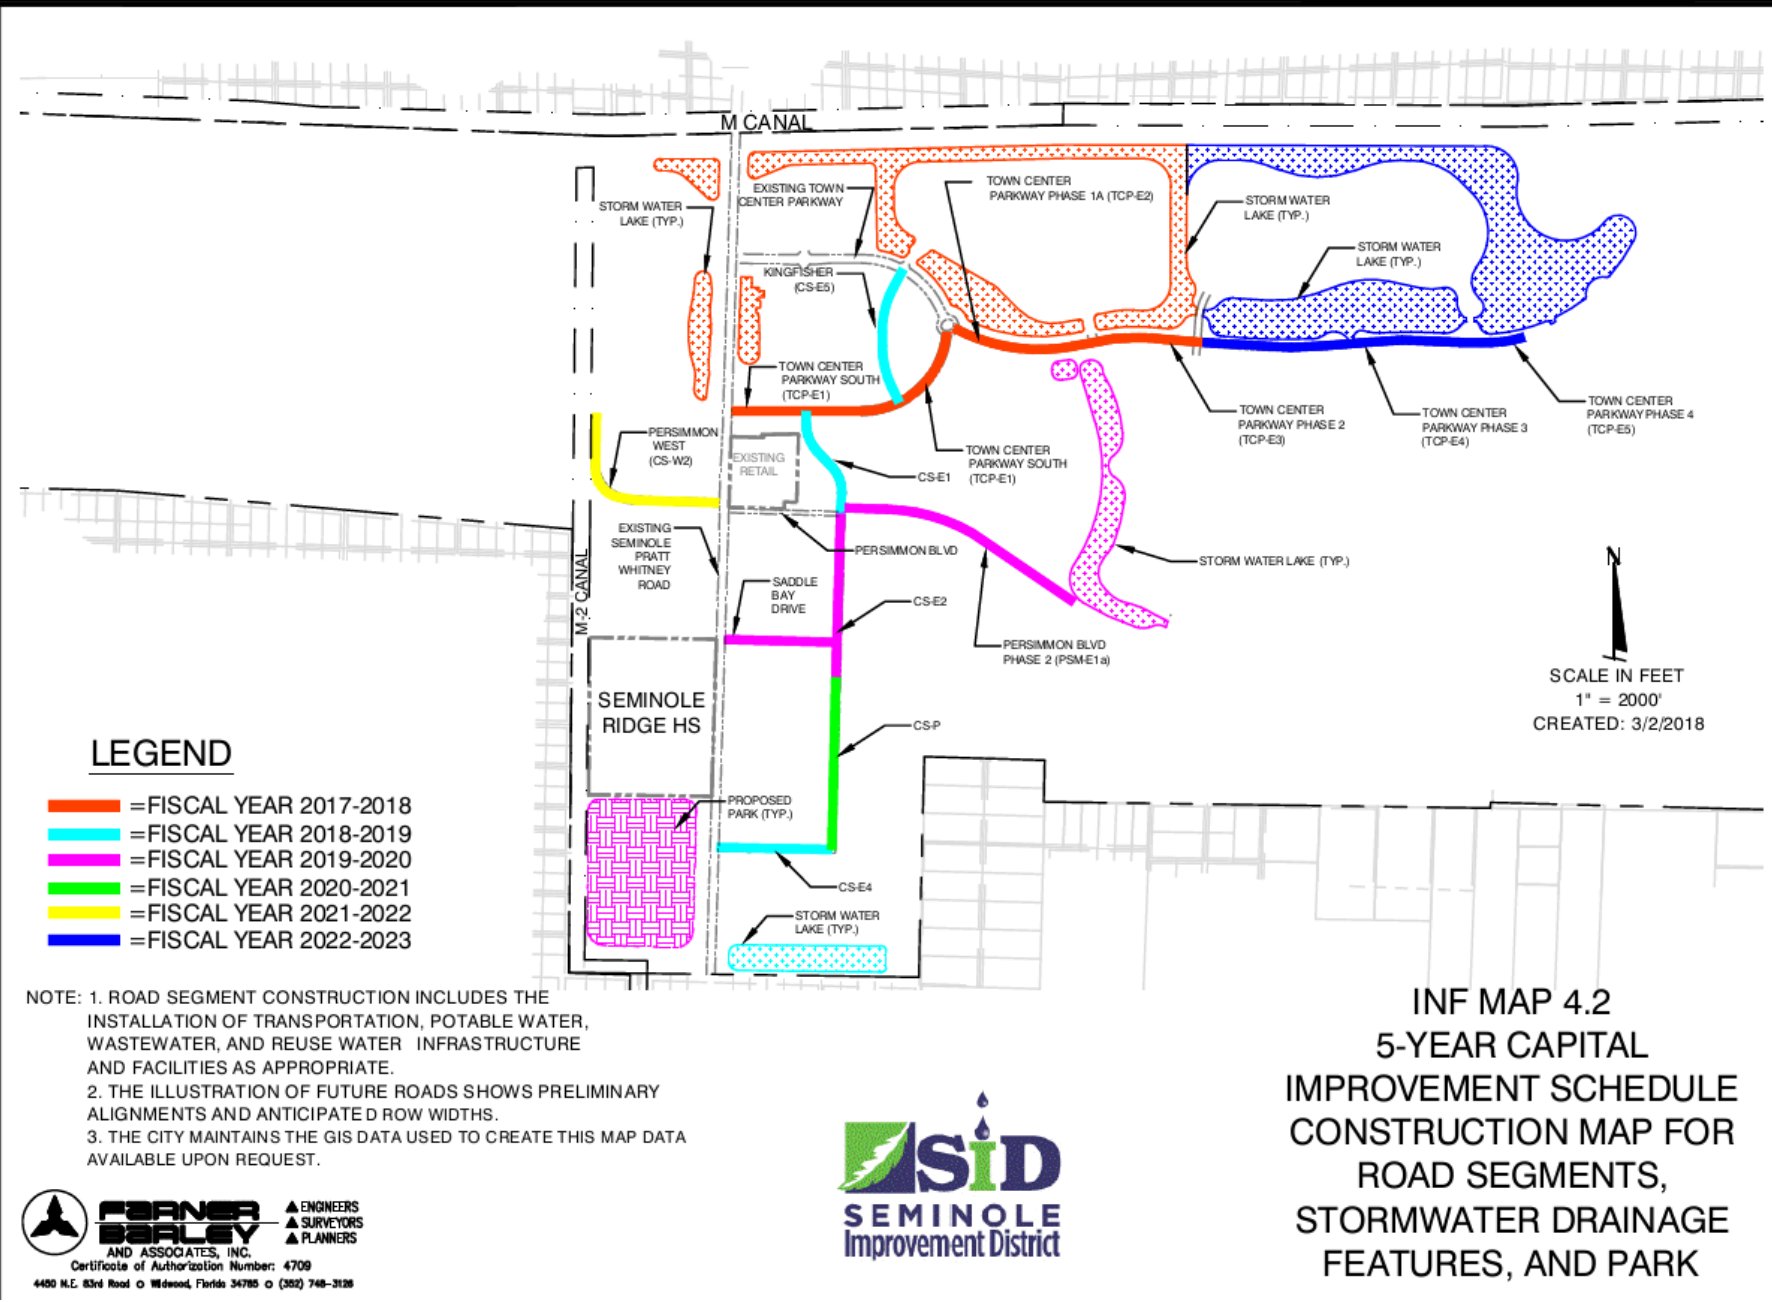 M CANAL
EXISTING TOWN
CENTER PARKWAY
TOWN CENTER
PARKWAY PHASE 1A (TCP-E2)
STORM WATER
LAKE (TYP.)
STORM WATER
LAKE (TYP.)
STORM WATER
LAKE (TYP.)
KINGFISHER
(CS-E5)
TOWN CENTER
PARKWAY SOUTH
(TCP-E1)
TOWN CENTER
PARKWAY PHASE 2
(TCP-E3)
TOWN CENTER
PARKWAY PHASE 3
(TCP-E4)
TOWN CENTER
PARKWAY PHASE 4
(TCP-E5)
PERSIMMON
WEST
(CS-W2)
EXISTING
RETAIL
TOWN CENTER
PARKWAY SOUTH
(TCP-E1)
CS-E1
EXISTING
SEMINOLE
PRATT
WHITNEY
ROAD
PERSIMMON BLVD
STORM WATER LAKE (TYP.)
M-2 CANAL
SADDLE
BAY
DRIVE
CS-E2
PERSIMMON BLVD
PHASE 2 (PSM-E1a)
N
SCALE IN FEET
1" = 2000'
CREATED: 3/2/2018
SEMINOLE
RIDGE HS
CS-P
PROPOSED
PARK (TYP.)
CS-E4
STORM WATER
LAKE (TYP.)
LEGEND
=FISCAL YEAR 2017-2018
=FISCAL YEAR 2018-2019
=FISCAL YEAR 2019-2020
=FISCAL YEAR 2020-2021
=FISCAL YEAR 2021-2022
=FISCAL YEAR 2022-2023
NOTE: 1. ROAD SEGMENT CONSTRUCTION INCLUDES THE
INSTALLATION OF TRANSPORTATION, POTABLE WATER,
WASTEWATER, AND REUSE WATER INFRASTRUCTURE
AND FACILITIES AS APPROPRIATE.
2. THE ILLUSTRATION OF FUTURE ROADS SHOWS PRELIMINARY
ALIGNMENTS AND ANTICIPATED ROW WIDTHS.
3. THE CITY MAINTAINS THE GIS DATA USED TO CREATE THIS MAP DATA
AVAILABLE UPON REQUEST.
FARNER
BARLEY
AND ASSOCIATES, INC.
ENGINEERS
SURVEYORS
PLANNERS
Certificate of Authorization Number: 4709
4450 N.E. 83rd Road o Wildwood, Florida 34785 o (352) 748-3126
SiD
SEMINOLE
Improvement District
INF MAP 4.2
5-YEAR CAPITAL
IMPROVEMENT SCHEDULE
CONSTRUCTION MAP FOR
ROAD SEGMENTS,
STORMWATER DRAINAGE
FEATURES, AND PARK